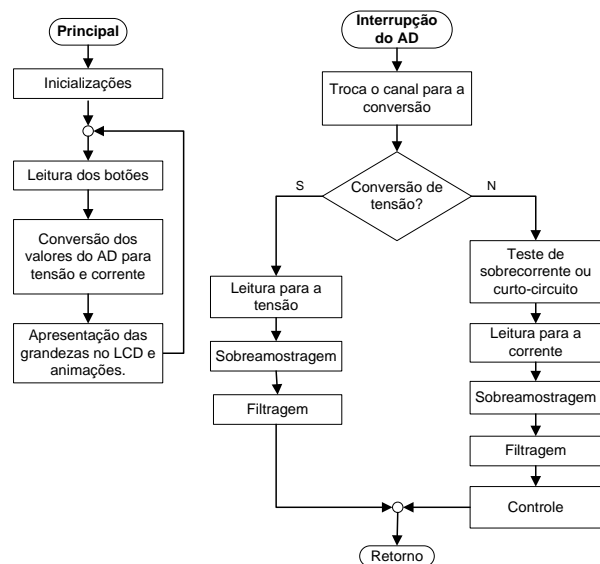 Principal
Inicializações
Leitura dos botões
Conversão dos
valores do AD para
tensão e corrente
Apresentação das
grandezas no LCD e
animações.
Interrupção
do AD
Troca o canal para a
conversão
Conversão de
tensão?
S
N
Leitura para a
tensão
Sobreamostragem
Filtragem
Teste de
sobrecorrente ou
curto-circuito
Leitura para a
corrente
Sobreamostragem
Filtragem
Controle
Retorno